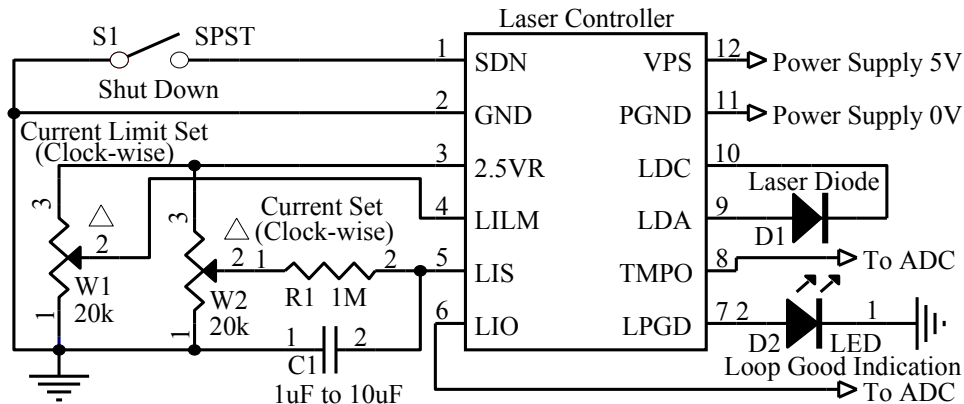 Laser Controller
S1 SPST
Shut Down
1 SDN VPS 12 Power Supply 5V
2 GND PGND 11 Power Supply 0V
Current Limit Set
(Clock-wise)
3 2.5VR LDC 10
Laser Diode
4 LILM LDA 9
D1
3 2 1
W1
20k
Current Set
(Clock-wise)
3 2 1
W2
20k
1 2
R1 1M
5 LIS TMPO 8 To ADC
6 LIO LPGD 7 2 1
D2 LED
Loop Good Indication
1 2
C1
1uF to 10uF
To ADC